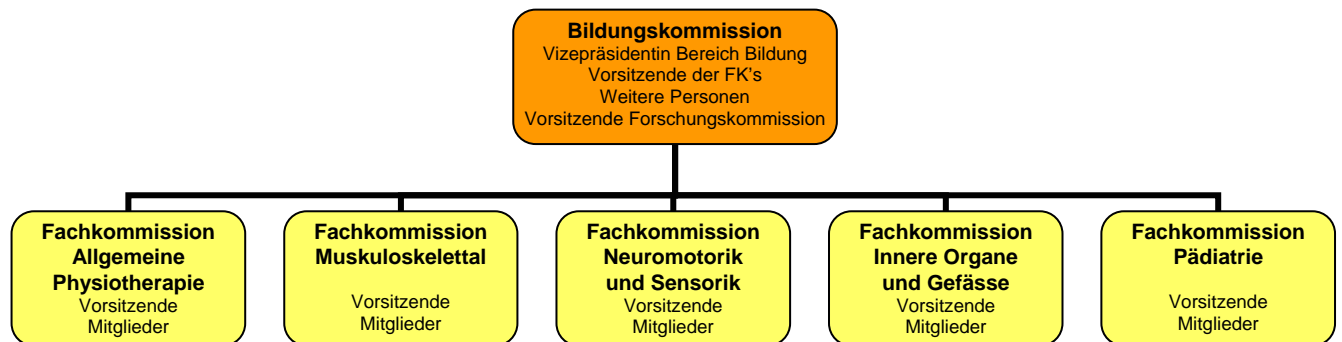 Bildungskommission
Vizepräsidentin Bereich Bildung
Vorsitzende der FK's
Weitere Personen
Vorsitzende Forschungskommission
Fachkommission
Allgemeine
Physiotherapie
Vorsitzende
Mitglieder
Fachkommission
Muskuloskelettal
Vorsitzende
Mitglieder
Fachkommission
Neuromotorik
und Sensorik
Vorsitzende
Mitglieder
Fachkommission
Innere Organe
und Gefässe
Vorsitzende
Mitglieder
Fachkommission
Pädiatrie
Vorsitzende
Mitglieder